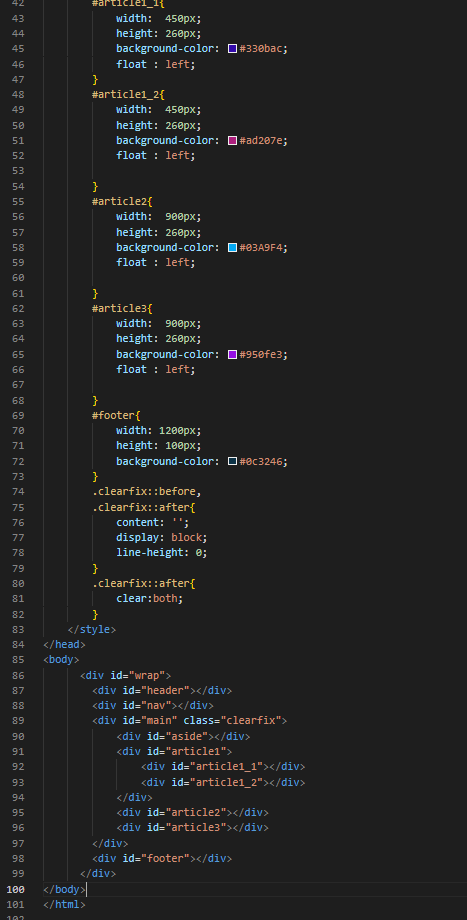 42 #article1_1{
43 width:  450px;
44 height: 260px;
45 background-color: #330bac;
46 float : left;
47 }
48 #article1_2{
49 width:  450px;
50 height: 260px;
51 background-color: #ad207e;
52 float : left;
53
54 }
55 #article2{
56 width:  900px;
57 height: 260px;
58 background-color: #03A9F4;
59 float : left;
60
61 }
62 #article3{
63 width:  900px;
64 height: 260px;
65 background-color: #950fe3;
66 float : left;
67
68 }
69 #footer{
70 width: 1200px;
71 height: 100px;
72 background-color: #0c3246;
73 }
74 .clearfix::before,
75 .clearfix::after{
76 content: '';
77 display: block;
78 line-height: 0;
79 }
80 .clearfix::after{
81 clear:both;
82 }
83 </style>
84 </head>
85 <body>
86 <div id="wrap">
87 <div id="header"></div>
88 <div id="nav"></div>
89 <div id="main" class="clearfix">
90 <div id="aside"></div>
91 <div id="article1">
92 <div id="article1_1"></div>
93 <div id="article1_2"></div>
94 </div>
95 <div id="article2"></div>
96 <div id="article3"></div>
97 </div>
98 <div id="footer"></div>
99 </div>
100 </body>
101 </html>
102